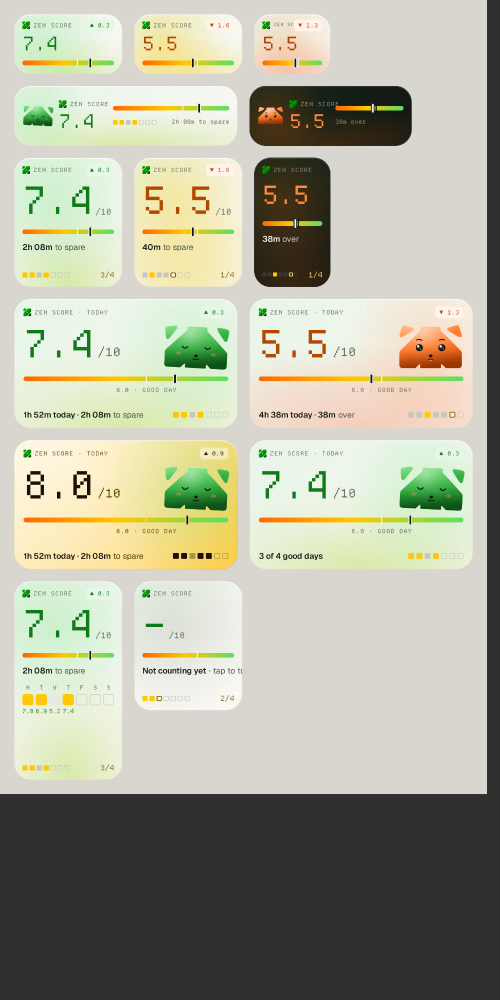 ZEN SCORE ▲ 0.3
7.4
ZEN SCORE ▼ 1.6
5.5
ZEN SC ▼ 1.3
5.5
ZEN SCORE
7.4
2h 08m to spare
ZEN SCORE
5.5
38m over
ZEN SCORE ▲ 0.3
7.4 /10
2h 08m to spare
3/4
ZEN SCORE ▼ 1.6
5.5 /10
40m to spare
1/4
ZEN SCORE
5.5
38m over
1/4
ZEN SCORE · TODAY ▲ 0.3
7.4 /10
6.0 · GOOD DAY
1h 52m today · 2h 08m to spare
ZEN SCORE · TODAY ▼ 1.3
5.5 /10
6.0 · GOOD DAY
4h 38m today · 38m over
ZEN SCORE · TODAY ▲ 0.9
8.0 /10
6.0 · GOOD DAY
1h 52m today · 2h 08m to spare
ZEN SCORE · TODAY ▲ 0.3
7.4 /10
6.0 · GOOD DAY
3 of 4 good days
ZEN SCORE ▲ 0.3
7.4 /10
2h 08m to spare
M T W T F S S
7.8 6.9 5.2 7.4
3/4
ZEN SCORE
– /10
Not counting yet · tap to
2/4